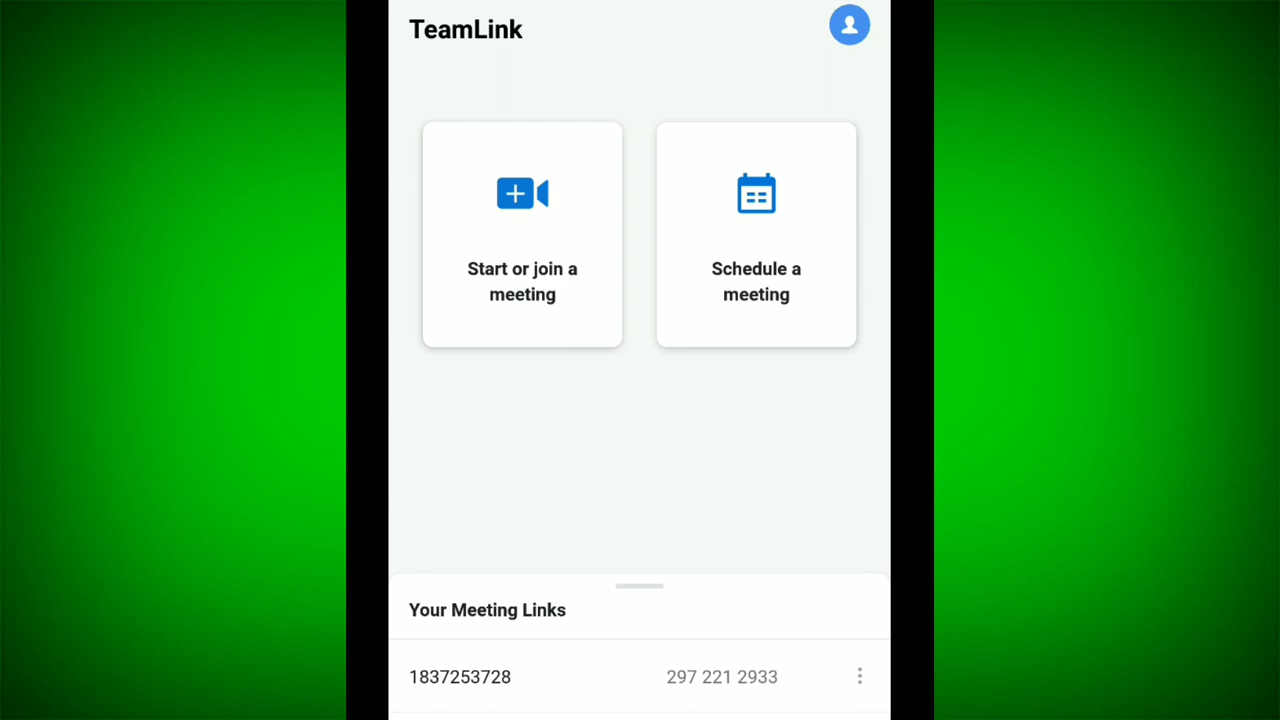 TeamLink
Start or join a
meeting
Schedule a
meeting
Your Meeting Links
1837253728 297 221 2933